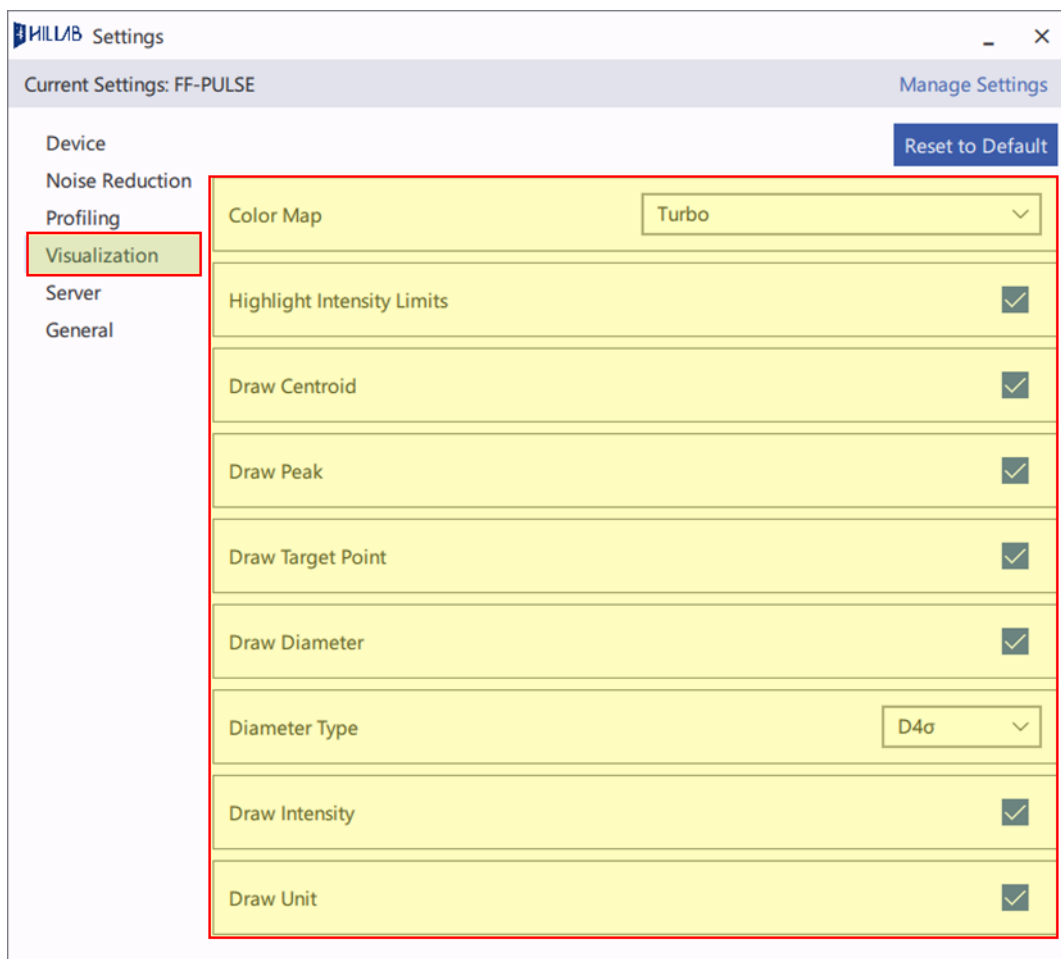 HILLAB Settings
Current Settings: FF-PULSE
Manage Settings
Device
Noise Reduction
Profiling
Visualization
Server
General
Reset to Default
Color Map
Turbo
Highlight Intensity Limits
Draw Centroid
Draw Peak
Draw Target Point
Draw Diameter
Diameter Type
D4σ
Draw Intensity
Draw Unit